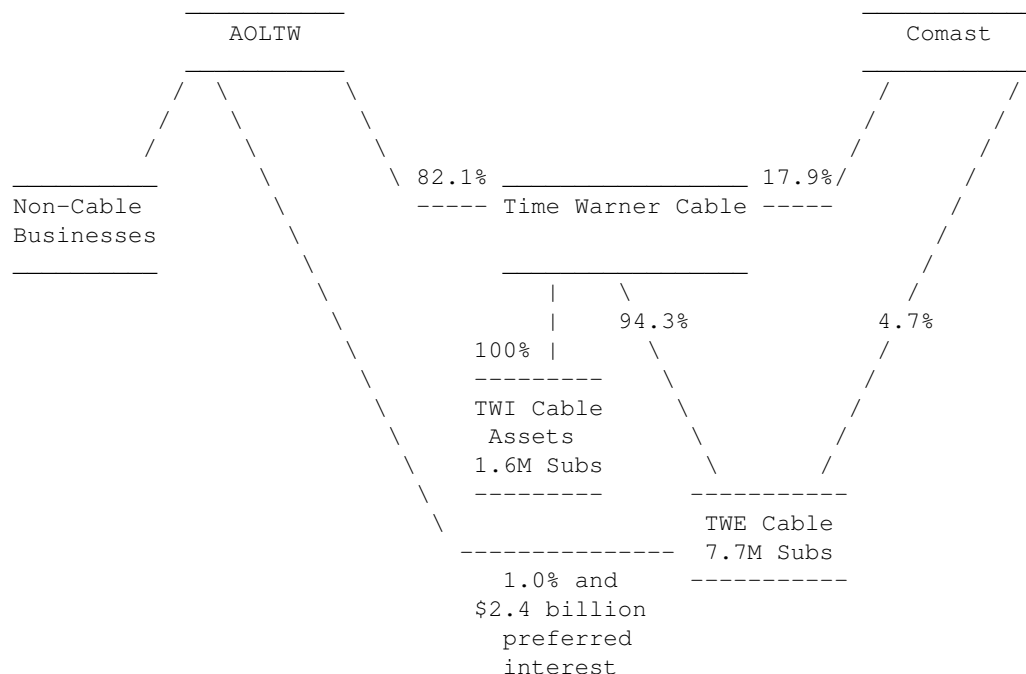 AOLTW Comast
82.1% 17.9%
Non-Cable Time Warner Cable
Businesses
94.3% 4.7%
100%
TWI Cable
Assets
1.6M Subs
TWE Cable
7.7M Subs
1.0% and
$2.4 billion
preferred
interest